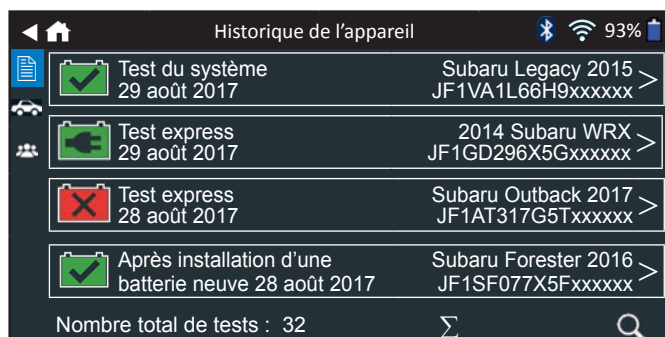 Historique de l’appareil 93%
Test du système Subaru Legacy 2015 >
29 août 2017 JF1VA1L66H9xxxxxx
Test express 2014 Subaru WRX >
29 août 2017 JF1GD296X5Gxxxxxx
Test express Subaru Outback 2017 >
28 août 2017 JF1AT317G5Txxxxxx
Après installation d’une Subaru Forester 2016 >
batterie neuve 28 août 2017 JF1SF077X5Fxxxxxx
Nombre total de tests : 32 Σ